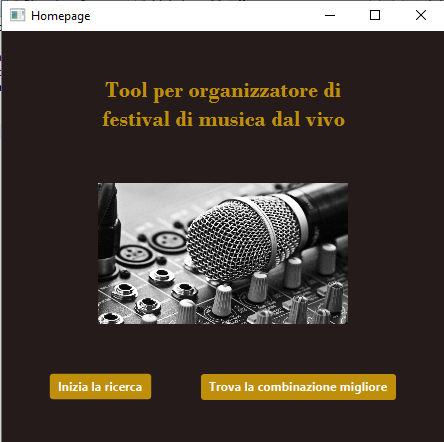 Homepage
Tool per organizzatore di
festival di musica dal vivo
Inizia la ricerca
Trova la combinazione migliore